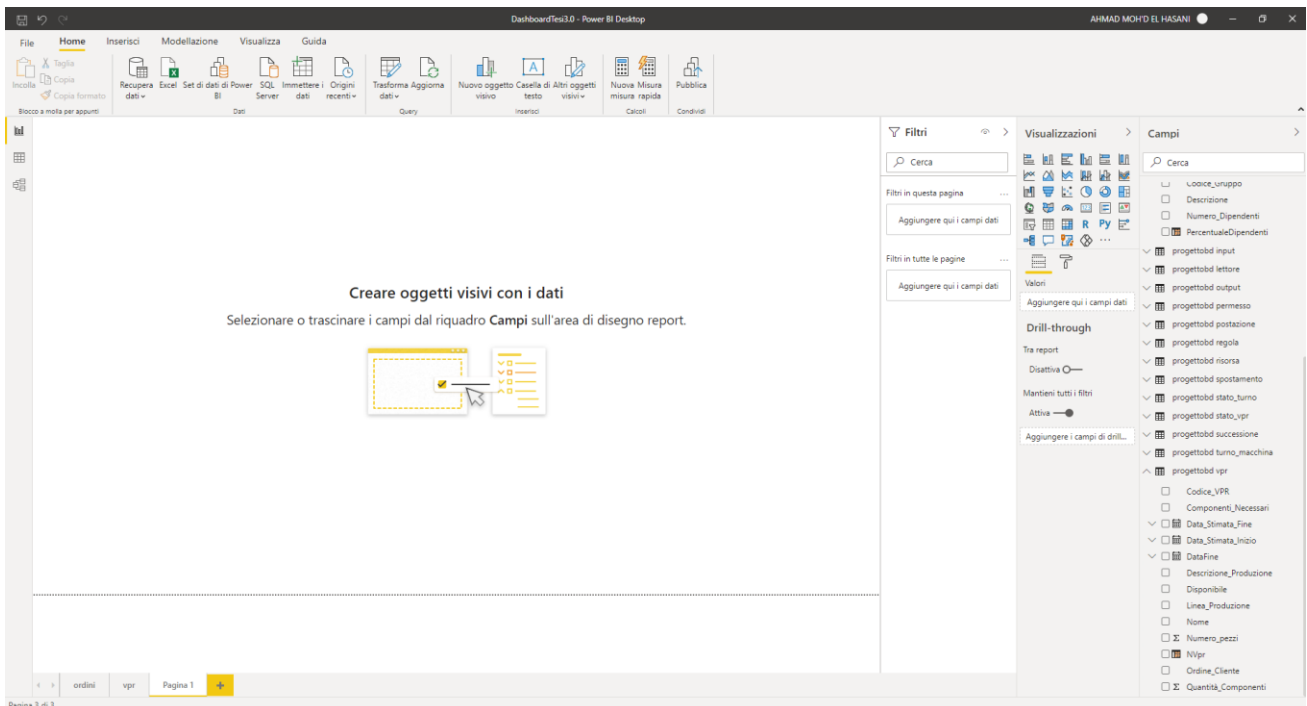 DashboardTesi3.0 - Power BI Desktop
AHMAD MOH'D EL HASANI
File Home Inserisci Modellazione Visualizza Guida
Incolla
Taglia
Copia
Copia formato
Blocco a molla per appunti
Recupera dati
Excel
Set di dati di Power BI
SQL Server
Immettere i dati
Origini recenti
Dati
Trasforma dati
Aggiorna
Query
Nuovo oggetto visivo
Casella di testo
Altri oggetti visivi
Inserisci
Nuova misura
Misura rapida
Calcoli
Pubblica
Condividi
Creare oggetti visivi con i dati
Selezionare o trascinare i campi dal riquadro Campi sull'area di disegno report.
Filtri
Cerca
Filtri in questa pagina ...
Aggiungere qui i campi dati
Filtri in tutte le pagine ...
Aggiungere qui i campi dati
Visualizzazioni
R Py
Valori
Aggiungere qui i campi dati
Drill-through
Tra report
Disattiva
Mantieni tutti i filtri
Attiva
Aggiungere i campi di drill...
Campi
Cerca
Codice_Gruppo
Descrizione
Numero_Dipendenti
PercentualeDipendenti
progettobd input
progettobd lettore
progettobd output
progettobd permesso
progettobd postazione
progettobd regola
progettobd risorsa
progettobd spostamento
progettobd stato_turno
progettobd stato_vpr
progettobd successione
progettobd turno_macchina
progettobd vpr
Codice_VPR
Componenti_Necessari
Data_Stimata_Fine
Data_Stimata_Inizio
DataFine
Descrizione_Produzione
Disponibile
Linea_Produzione
Nome
Σ Numero_pezzi
NVpr
Ordine_Cliente
Σ Quantità_Componenti
ordini vpr Pagina 1 +
Pagina 3 di 3